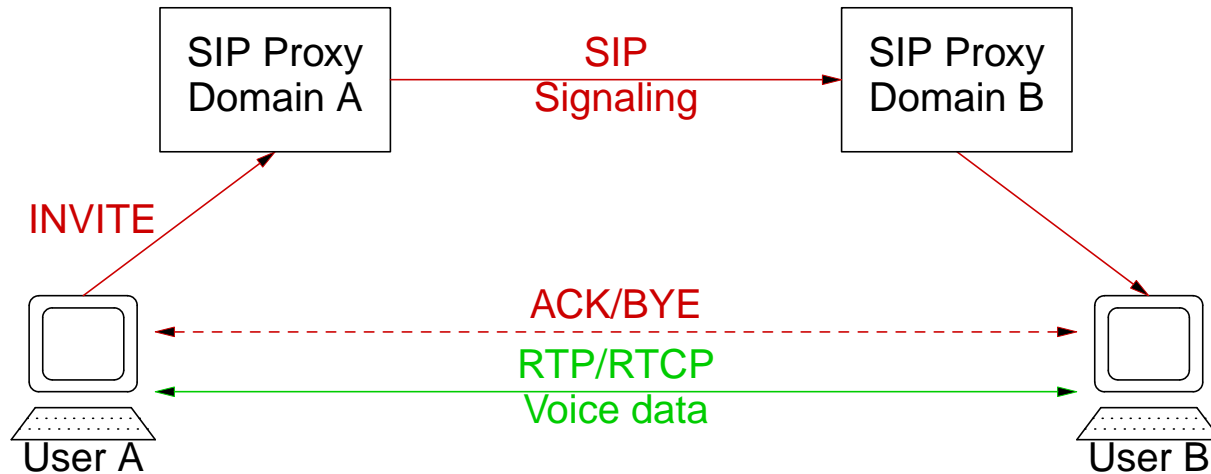 SIP Proxy
Domain A
SIP
Signaling
SIP Proxy
Domain B
INVITE
ACK/BYE
RTP/RTCP
Voice data
User A
User B